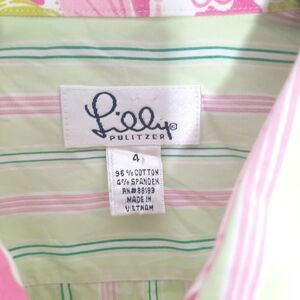 Lilly®
PULITZER
4
96% COTTON
4% SPANDEX
RN# 88189
MADE IN
VIETNAM